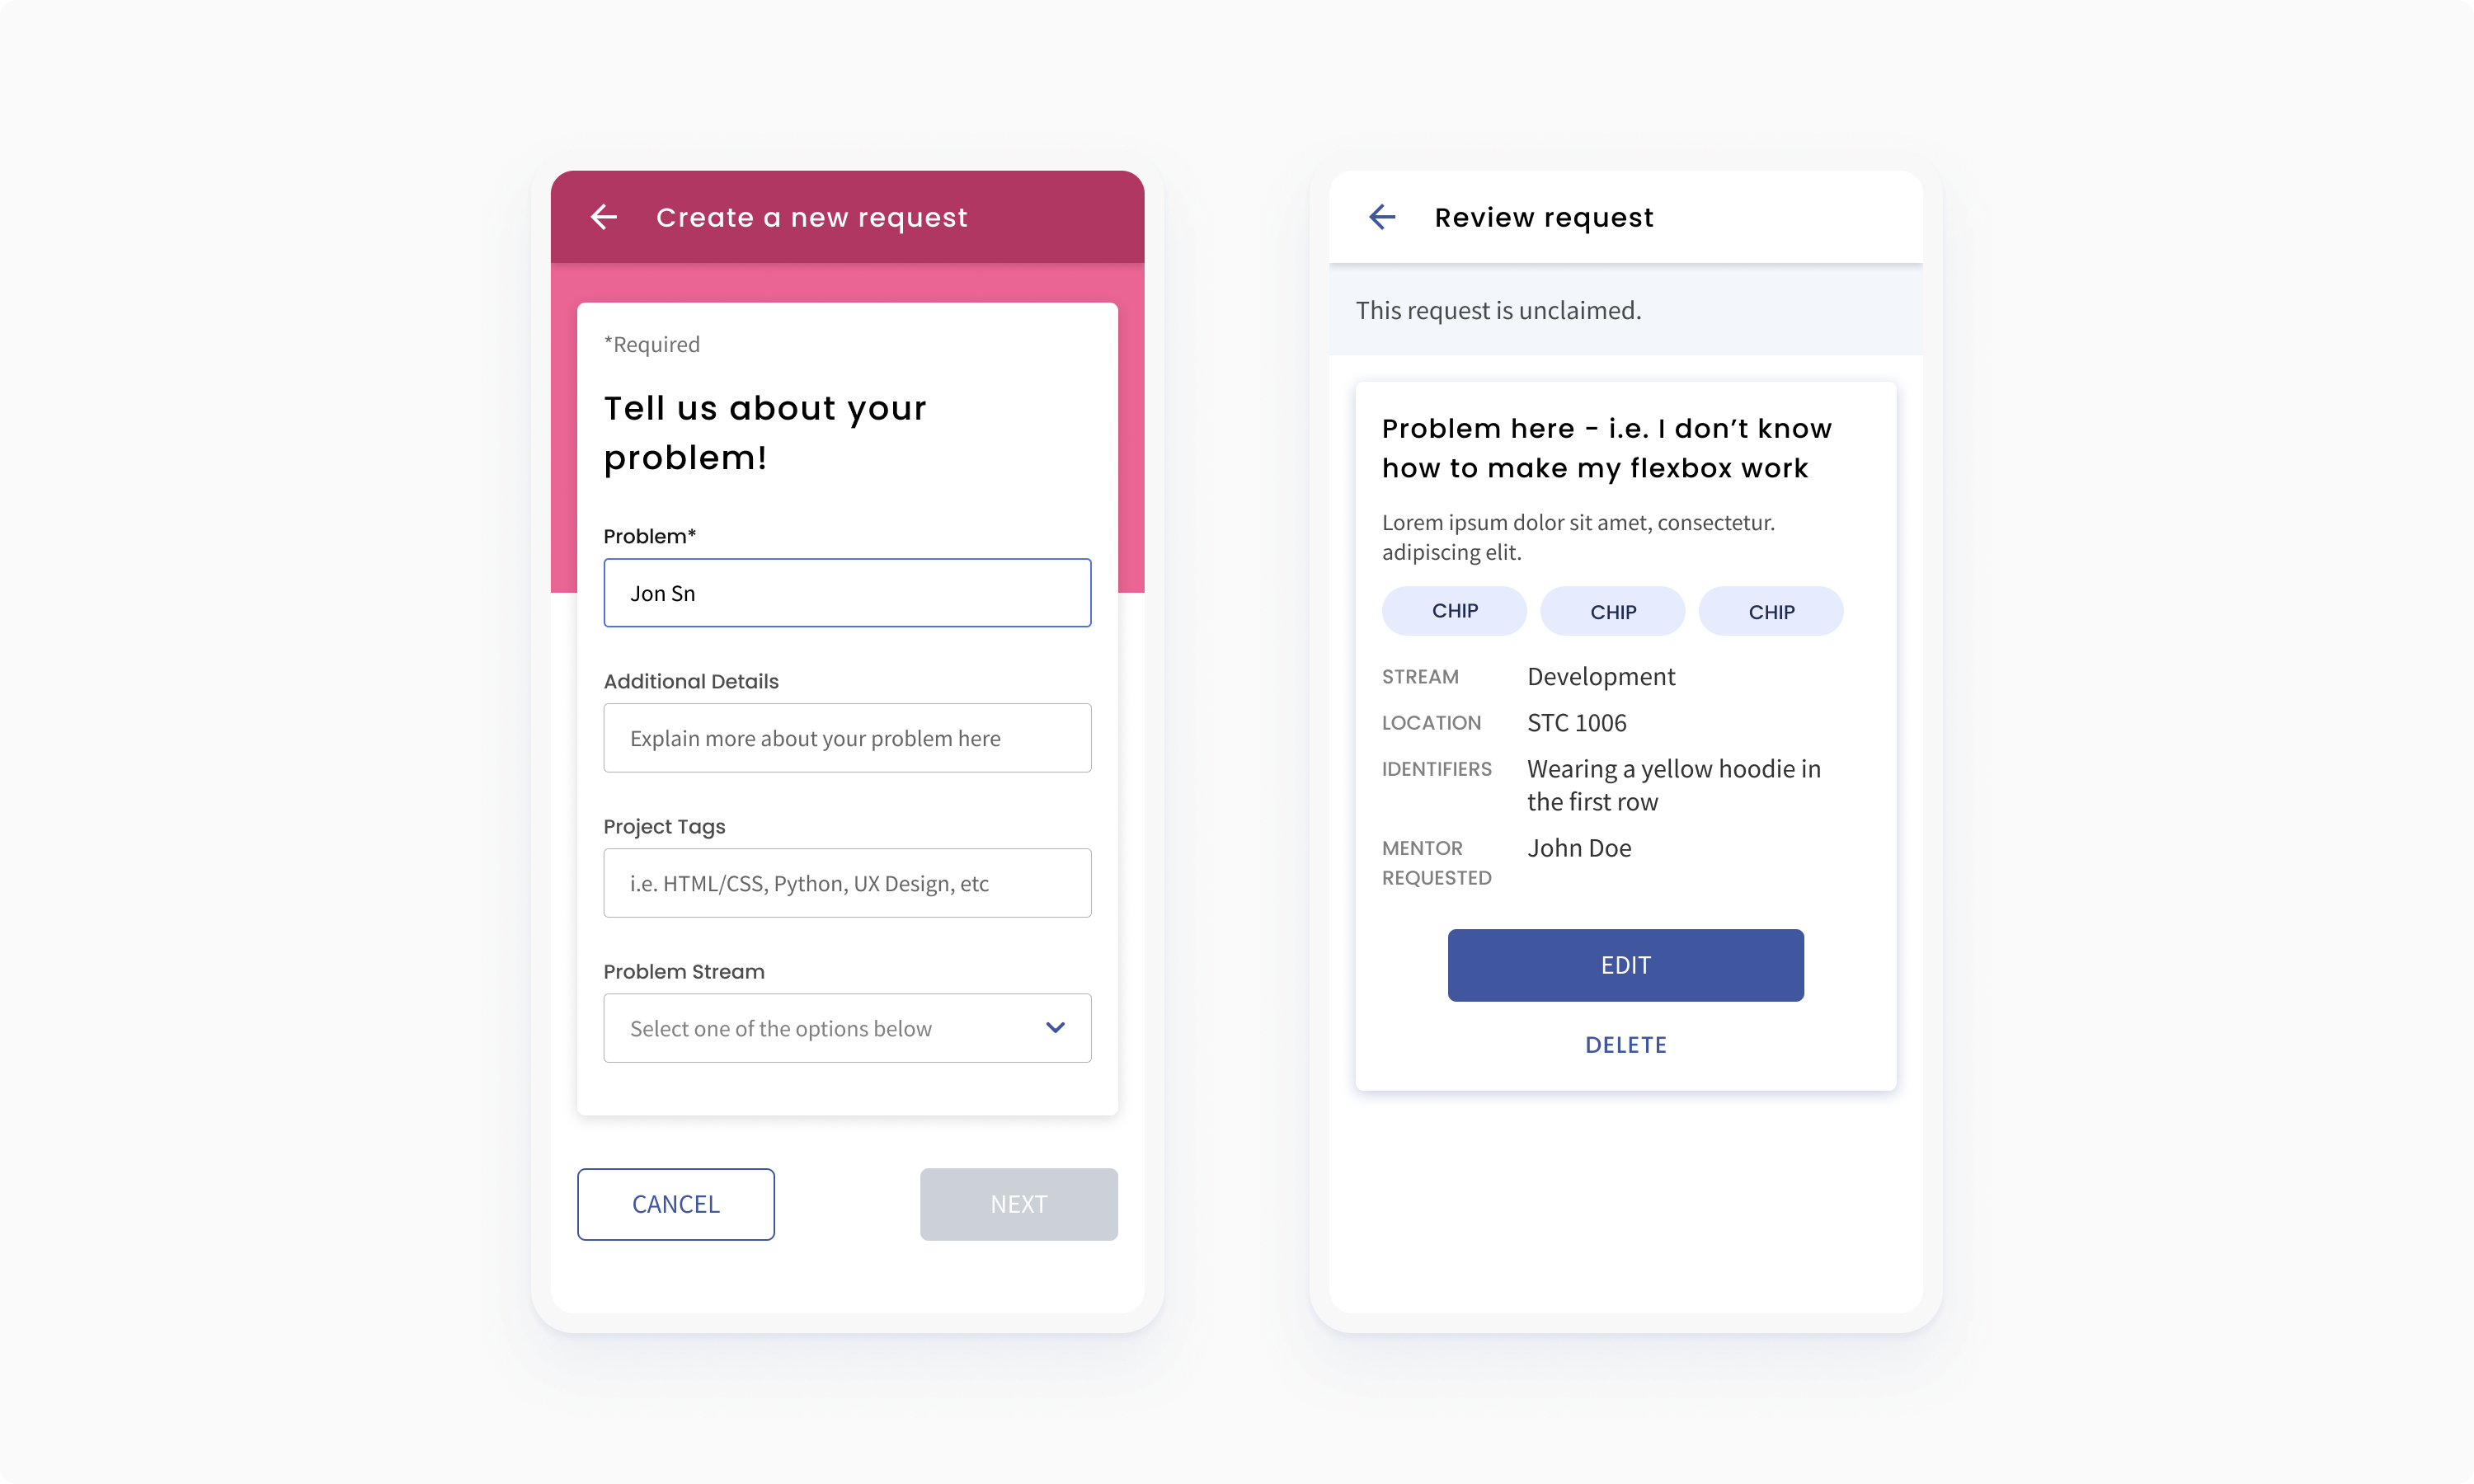 Create a new request
*Required
Tell us about your
problem!
Problem*
Jon Sn
Additional Details
Explain more about your problem here
Project Tags
i.e. HTML/CSS, Python, UX Design, etc
Problem Stream
Select one of the options below
CANCEL
NEXT
Review request
This request is unclaimed.
Problem here - i.e. I don’t know
how to make my flexbox work
Lorem ipsum dolor sit amet, consectetur.
adipiscing elit.
CHIP CHIP CHIP
STREAM Development
LOCATION STC 1006
IDENTIFIERS Wearing a yellow hoodie in
the first row
MENTOR John Doe
REQUESTED
EDIT
DELETE